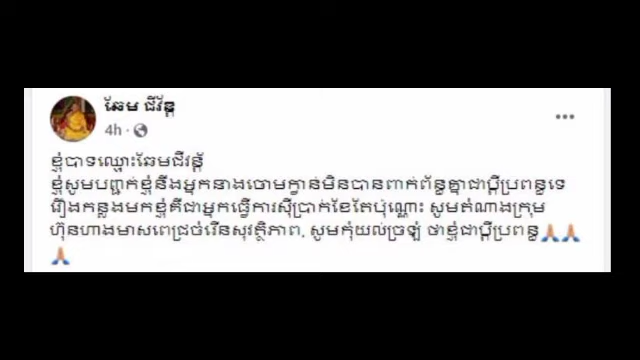 ឆែម ជីវ័ន្ត
4h
ខ្ញុំបាទឈ្មោះឆែមជីវន្ត័
ខ្ញុំសូមបញ្ជាក់ខ្ញុំនឹងអ្នកនាងចោមក្វាន់មិនបានពាក់ព័ន្ធគ្នាជាប្ដីប្រពន្ធទេ
រឿងកន្លងមកខ្ញុំគឺជាអ្នកធ្វើការស៊ីប្រាក់ខែតែប៉ុណ្ណោះ សូមតំណាងក្រុម
ហ៊ុនហាងមាសពេជ្រចំរើនសុវត្ថិភាព, សូមកុំយល់ច្រឡំ ថាខ្ញុំជាប្ដីប្រពន្ធ🙏🙏
🙏